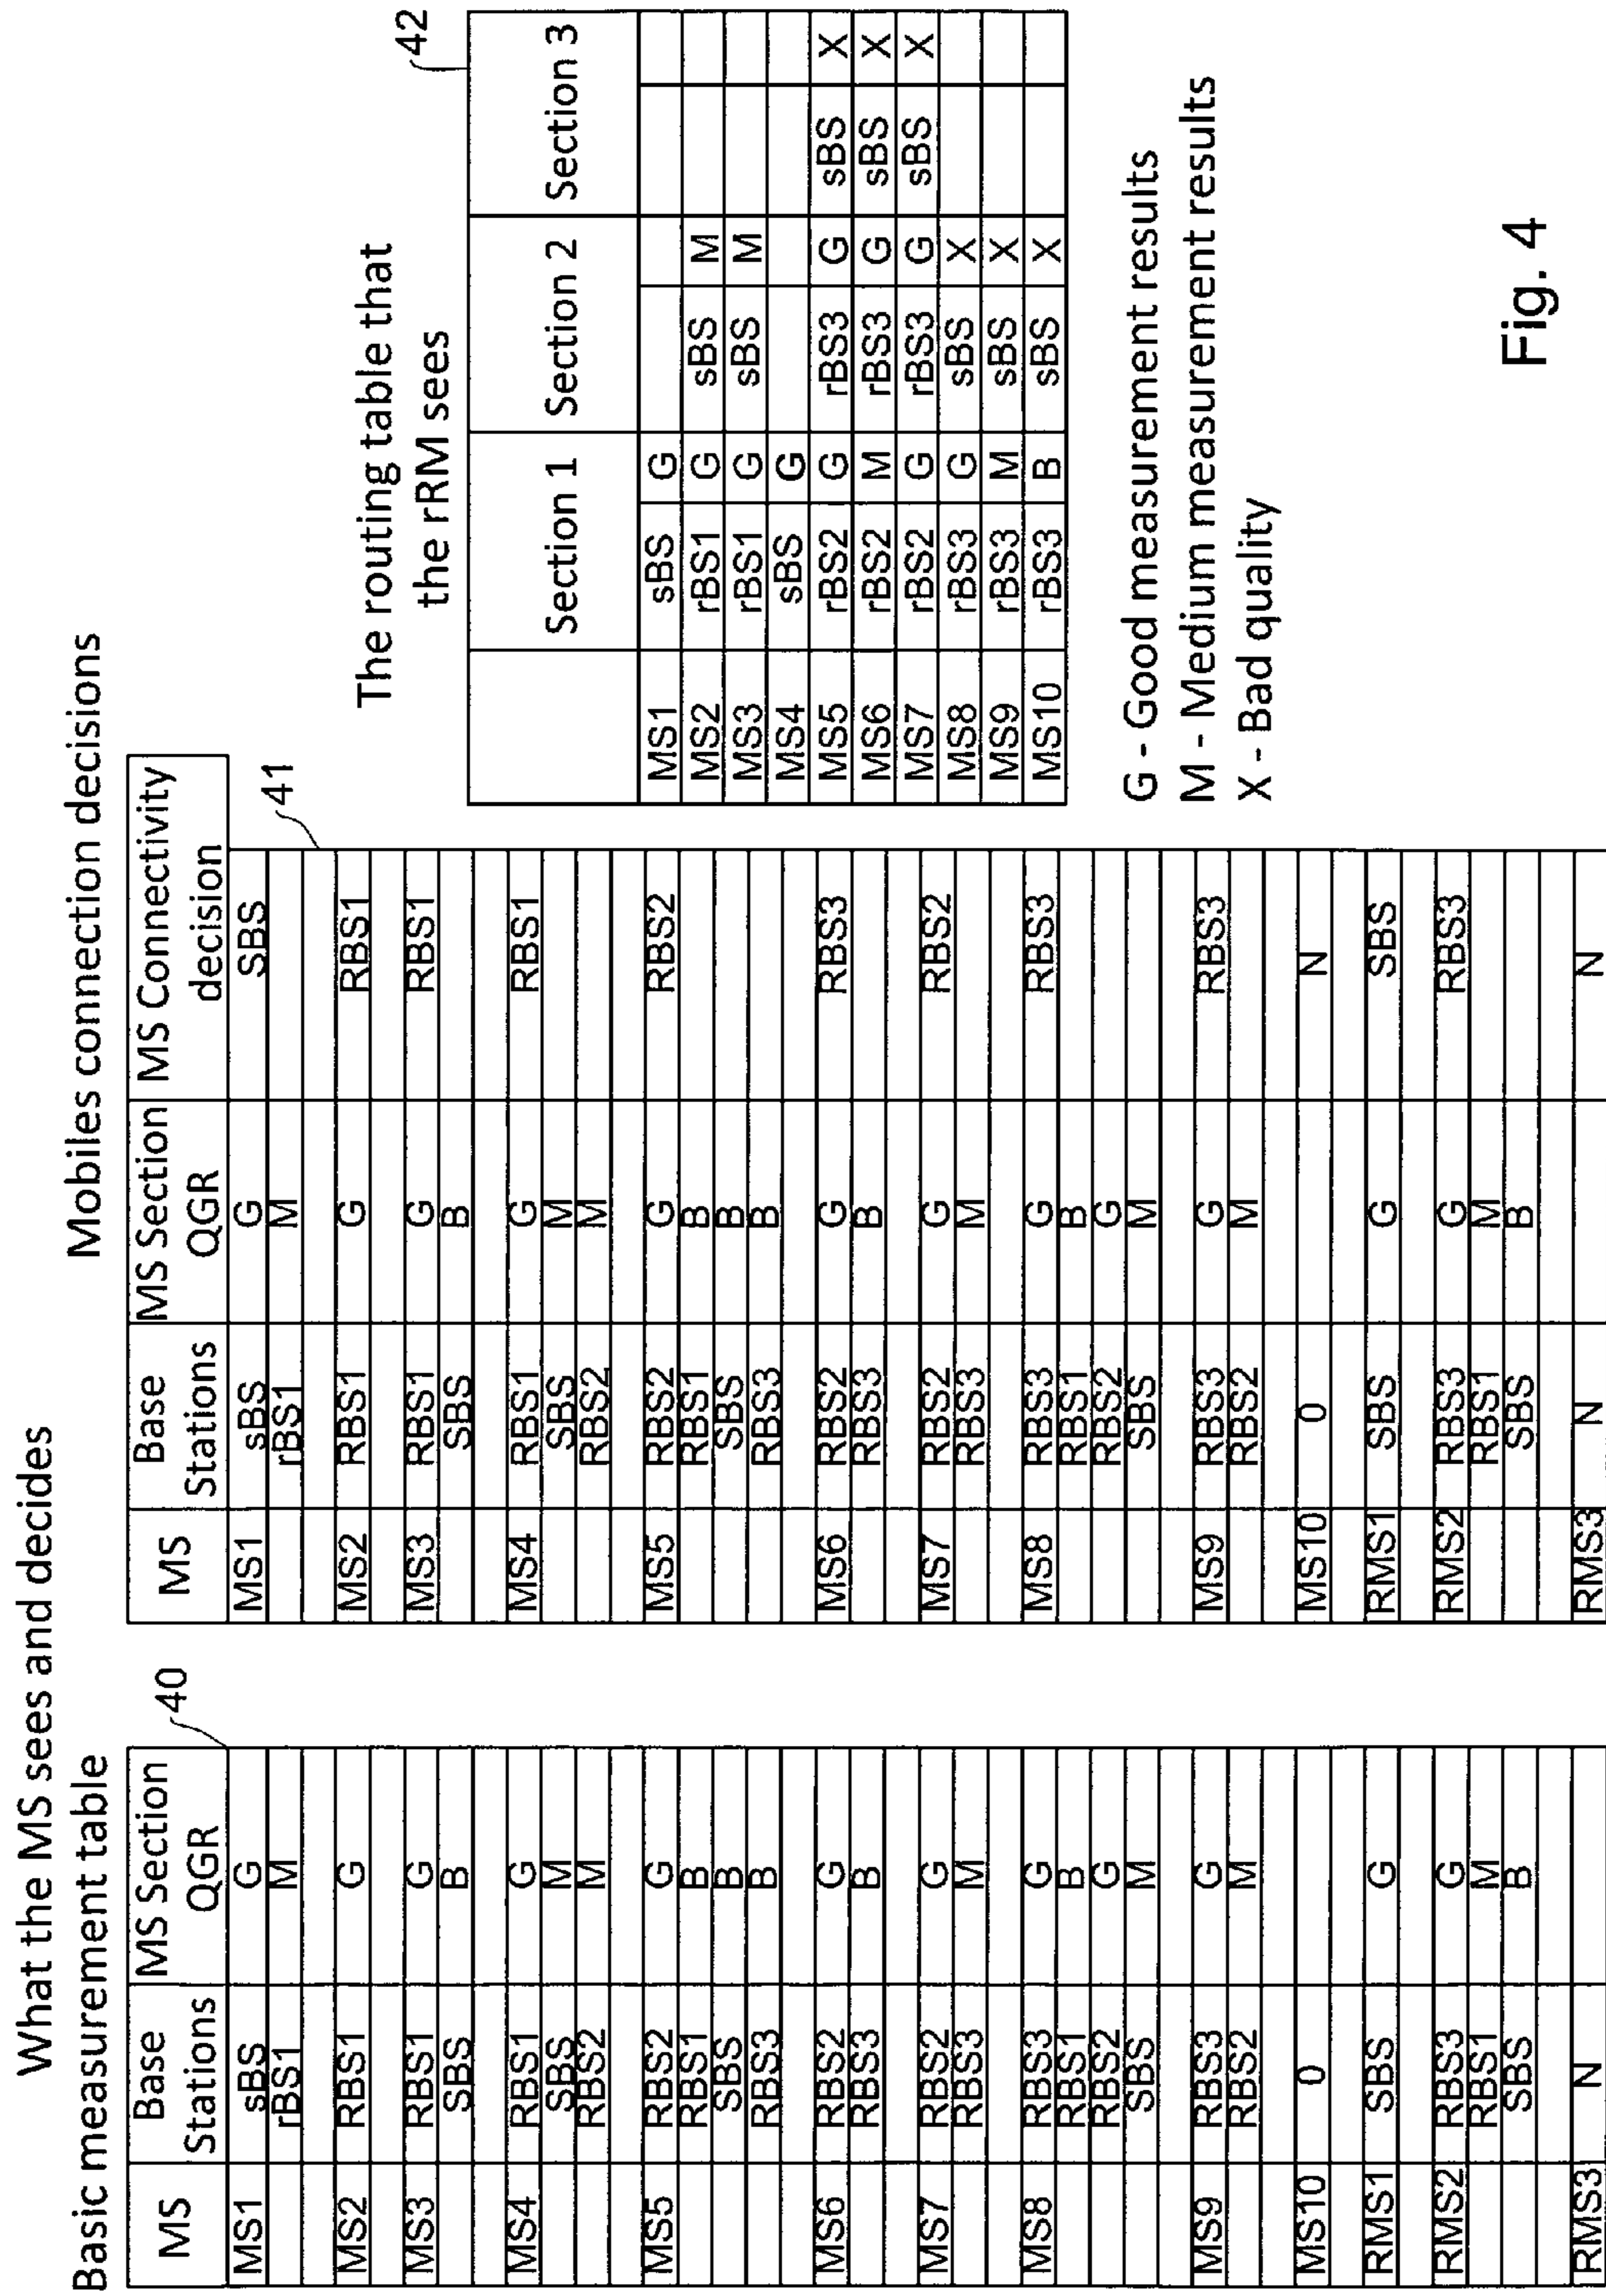 What the MS sees and decides
Basic measurement table
40
MS Base Stations MS Section QGR
MS1 sBS G
rBS1 M
MS2 RBS1 G
MS3 RBS1 G
SBS B
MS4 RBS1 G
SBS M
RBS2 M
MS5 RBS2 G
RBS1 B
SBS B
RBS3 B
MS6 RBS2 G
RBS3 B
MS7 RBS2 G
RBS3 M
MS8 RBS3 G
RBS1 B
RBS2 G
SBS M
MS9 RBS3 G
RBS2 M
MS10 0
RMS1 SBS G
RMS2 RBS3 G
RBS1 M
SBS B
RMS3 N
Mobiles connection decisions
41
MS Base Stations MS Section QGR MS Connectivity decision
MS1 sBS G SBS
rBS1 M
MS2 RBS1 G RBS1
MS3 RBS1 G RBS1
SBS B
MS4 RBS1 G RBS1
SBS M
RBS2 M
MS5 RBS2 G RBS2
RBS1 B
SBS B
RBS3 B
MS6 RBS2 G RBS3
RBS3 B
MS7 RBS2 G RBS2
RBS3 M
MS8 RBS3 G RBS3
RBS1 B
RBS2 G
SBS M
MS9 RBS3 G RBS3
RBS2 M
MS10 0 N
RMS1 SBS G SBS
RMS2 RBS3 G RBS3
RBS1 M
SBS B
RMS3 N N
The routing table that
the rRM sees
42
Section 1 Section 2 Section 3
MS1 sBS G
MS2 rBS1 G sBS M
MS3 rBS1 G sBS M
MS4 sBS G
MS5 rBS2 G rBS3 G sBS X
MS6 rBS2 M rBS3 G sBS X
MS7 rBS2 G rBS3 G sBS X
MS8 rBS3 G sBS X
MS9 rBS3 M sBS X
MS10 rBS3 B sBS X
G - Good measurement results
M - Medium measurement results
X - Bad quality
Fig. 4